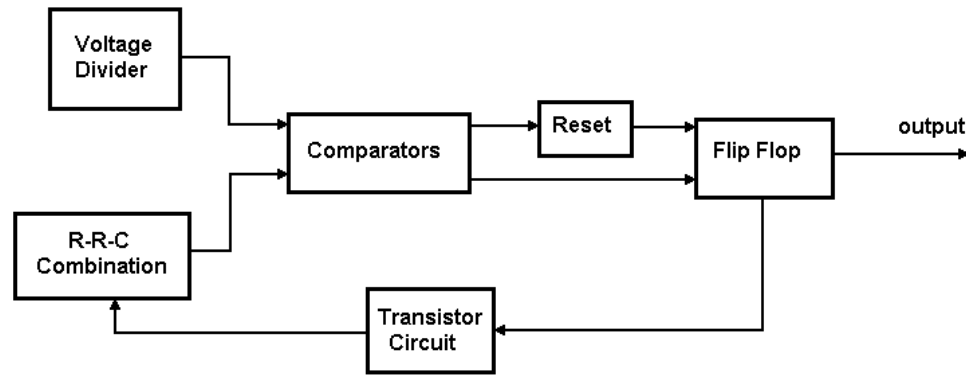 Voltage
Divider
Comparators
Reset
Flip Flop
output
R-R-C
Combination
Transistor
Circuit